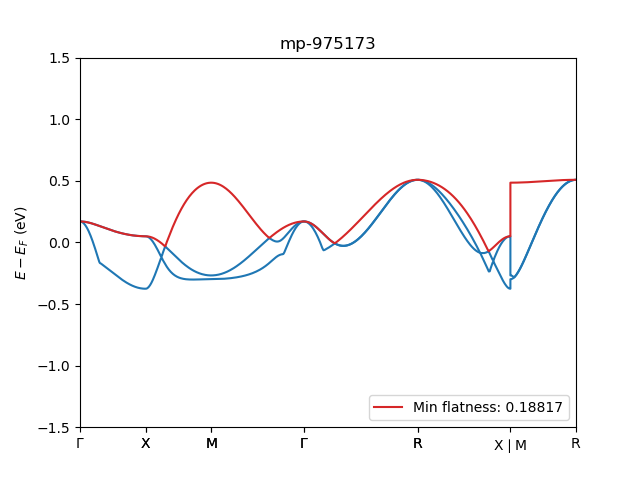 mp-975173
E − E_F (eV)
1.5
1.0
0.5
0.0
−0.5
−1.0
−1.5
Min flatness: 0.18817
Γ X M Γ R X | M R